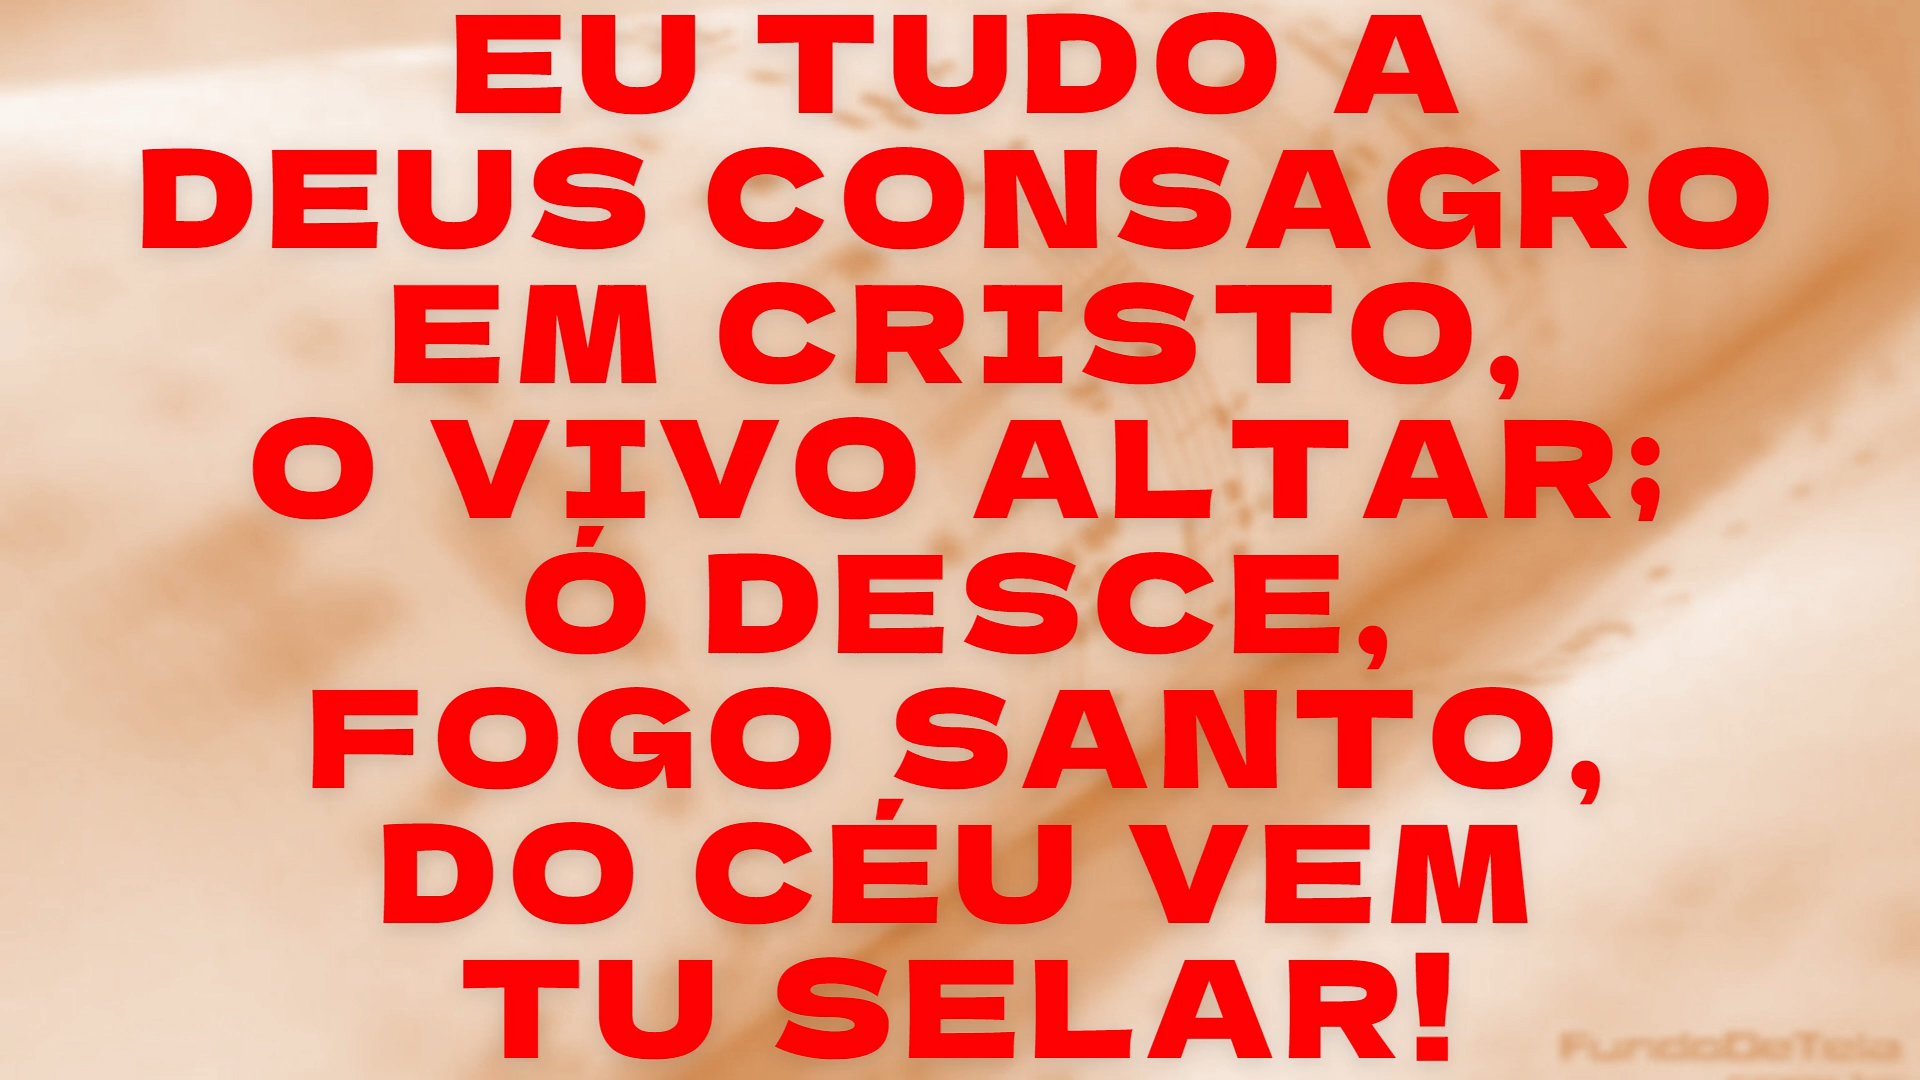 EU TUDO A
DEUS CONSAGRO
EM CRISTO,
O VIVO ALTAR;
Ó DESCE,
FOGO SANTO,
DO CÉU VEM
TU SELAR!
FundoDeTela